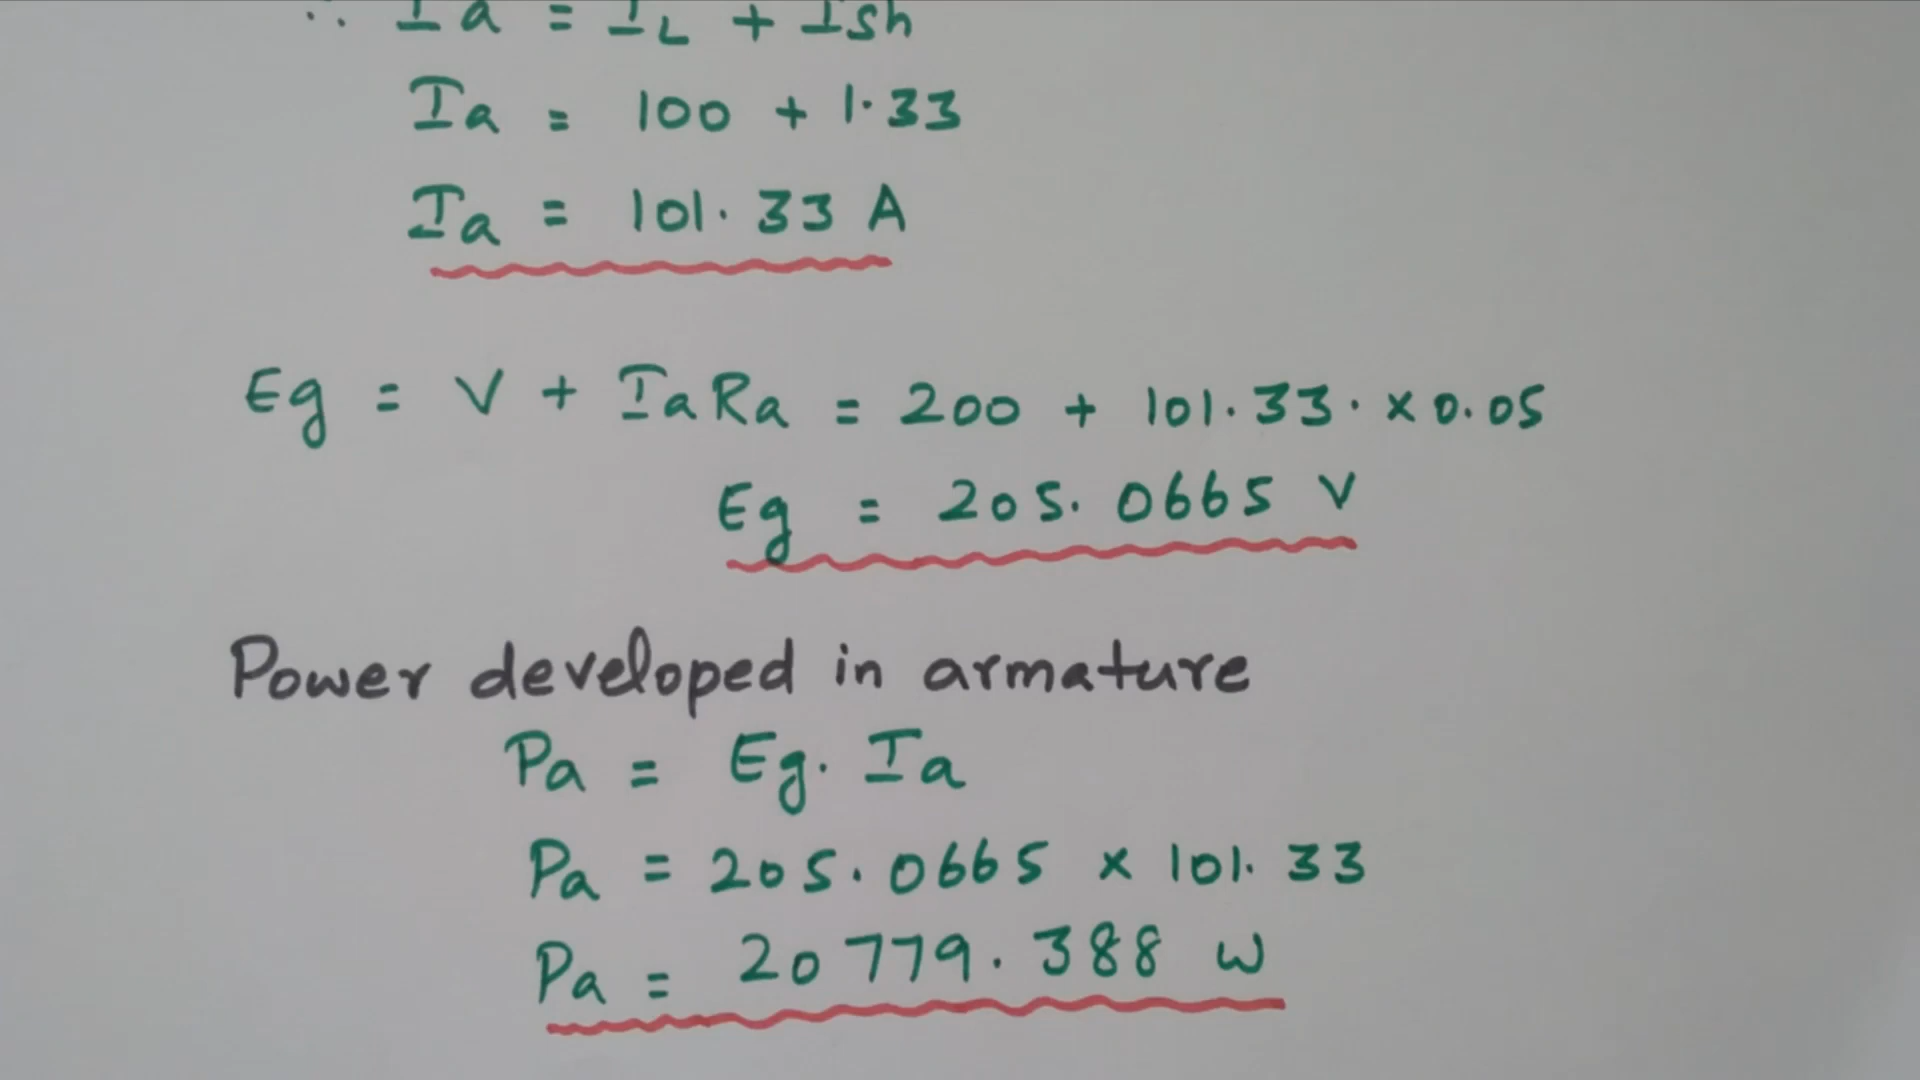 ∴ Ia = IL + Ish
Ia = 100 + 1.33
Ia = 101.33 A
Eg = V + IaRa = 200 + 101.33. × 0.05
Eg = 205.0665 V
Power developed in armature
Pa = Eg. Ia
Pa = 205.0665 × 101.33
Pa = 20779.388 W